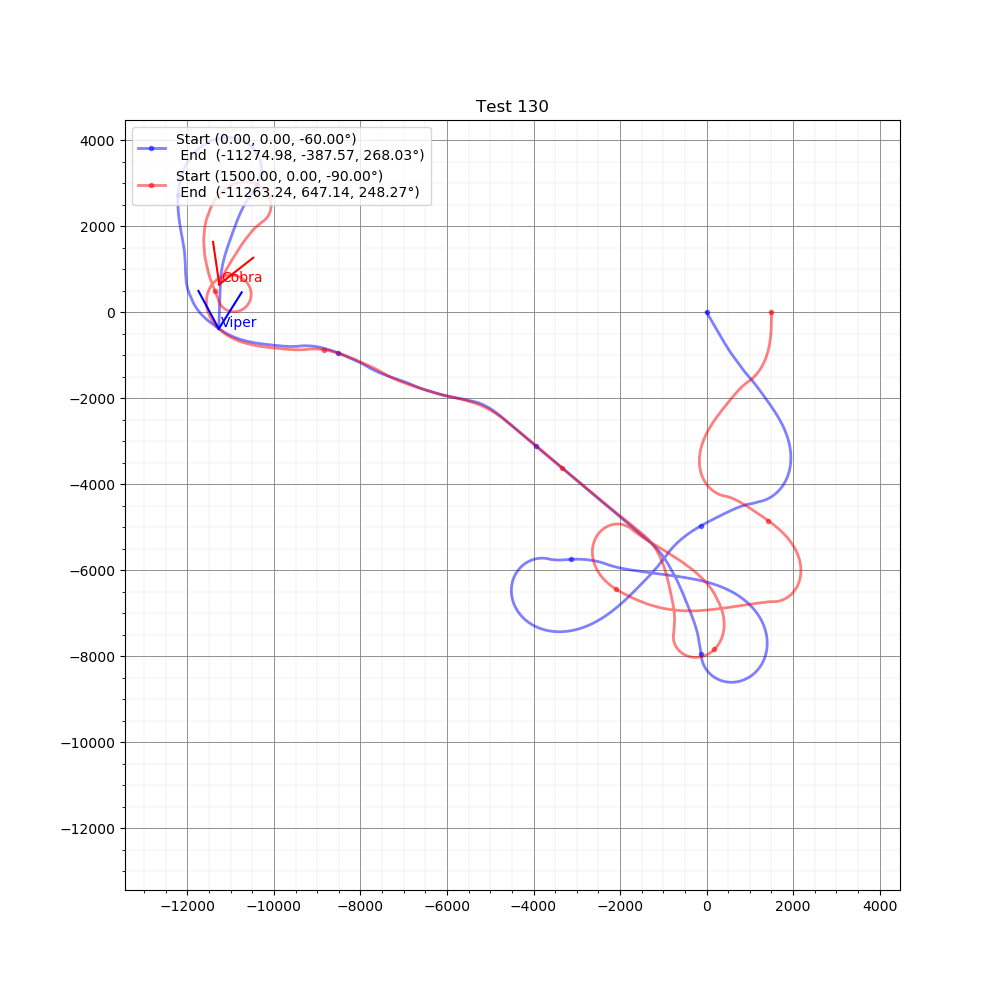 Test 130
Start (0.00, 0.00, -60.00°)
End (-11274.98, -387.57, 268.03°)
Start (1500.00, 0.00, -90.00°)
End (-11263.24, 647.14, 248.27°)
4000
2000
0
−2000
−4000
−6000
−8000
−10000
−12000
Cobra
Viper
−12000 −10000 −8000 −6000 −4000 −2000 0 2000 4000